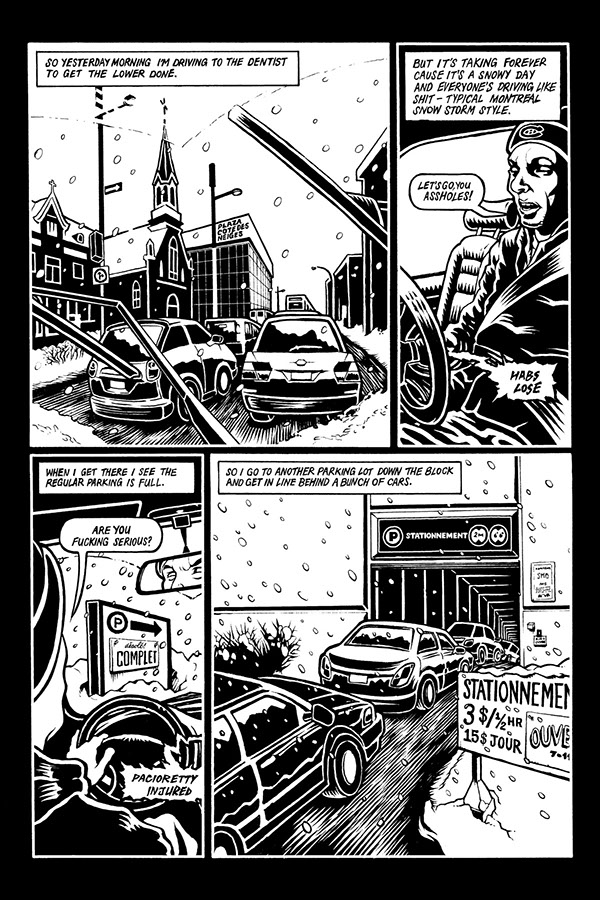 SO YESTERDAY MORNING I'M DRIVING TO THE DENTIST
TO GET THE LOWER DONE.
PLAZA
COTE DES
NEIGES
BUT IT'S TAKING FOREVER
CAUSE IT'S A SNOWY DAY
AND EVERYONE'S DRIVING LIKE
SHIT - TYPICAL MONTREAL
SNOW STORM STYLE.
LET'S GO, YOU
ASSHOLES!
HABS
LOSE
WHEN I GET THERE I SEE THE
REGULAR PARKING IS FULL.
ARE YOU
FUCKING SERIOUS?
P
désolé!
COMPLET
PACIORETTY
INJURED
SO I GO TO ANOTHER PARKING LOT DOWN THE BLOCK
AND GET IN LINE BEHIND A BUNCH OF CARS.
P STATIONNEMENT
STATIONNEMEN
3$/½HR
15$ JOUR
OUVE
7-11